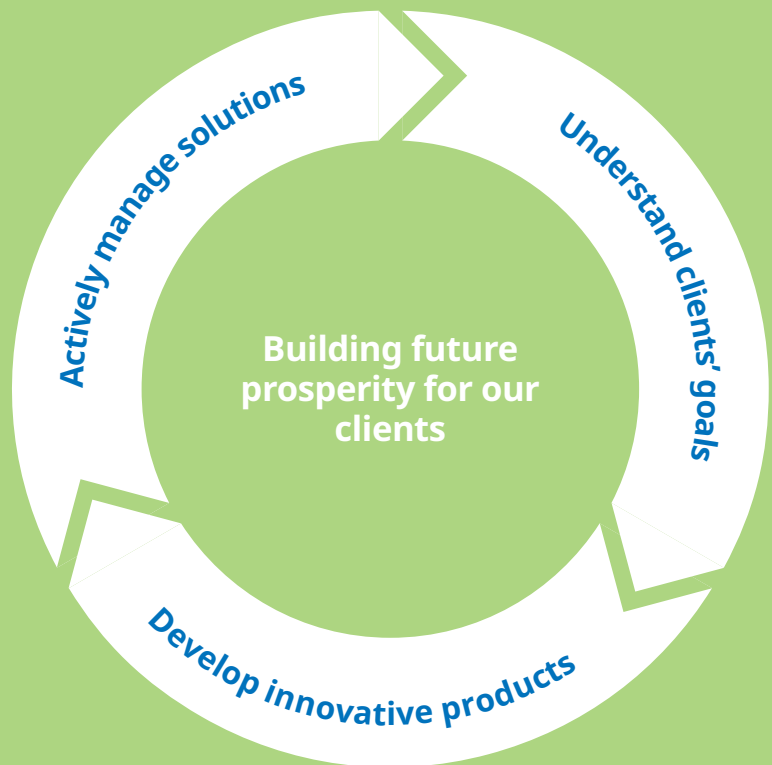 Understand clients’ goals
Develop innovative products
Actively manage solutions
Building future
prosperity for our
clients